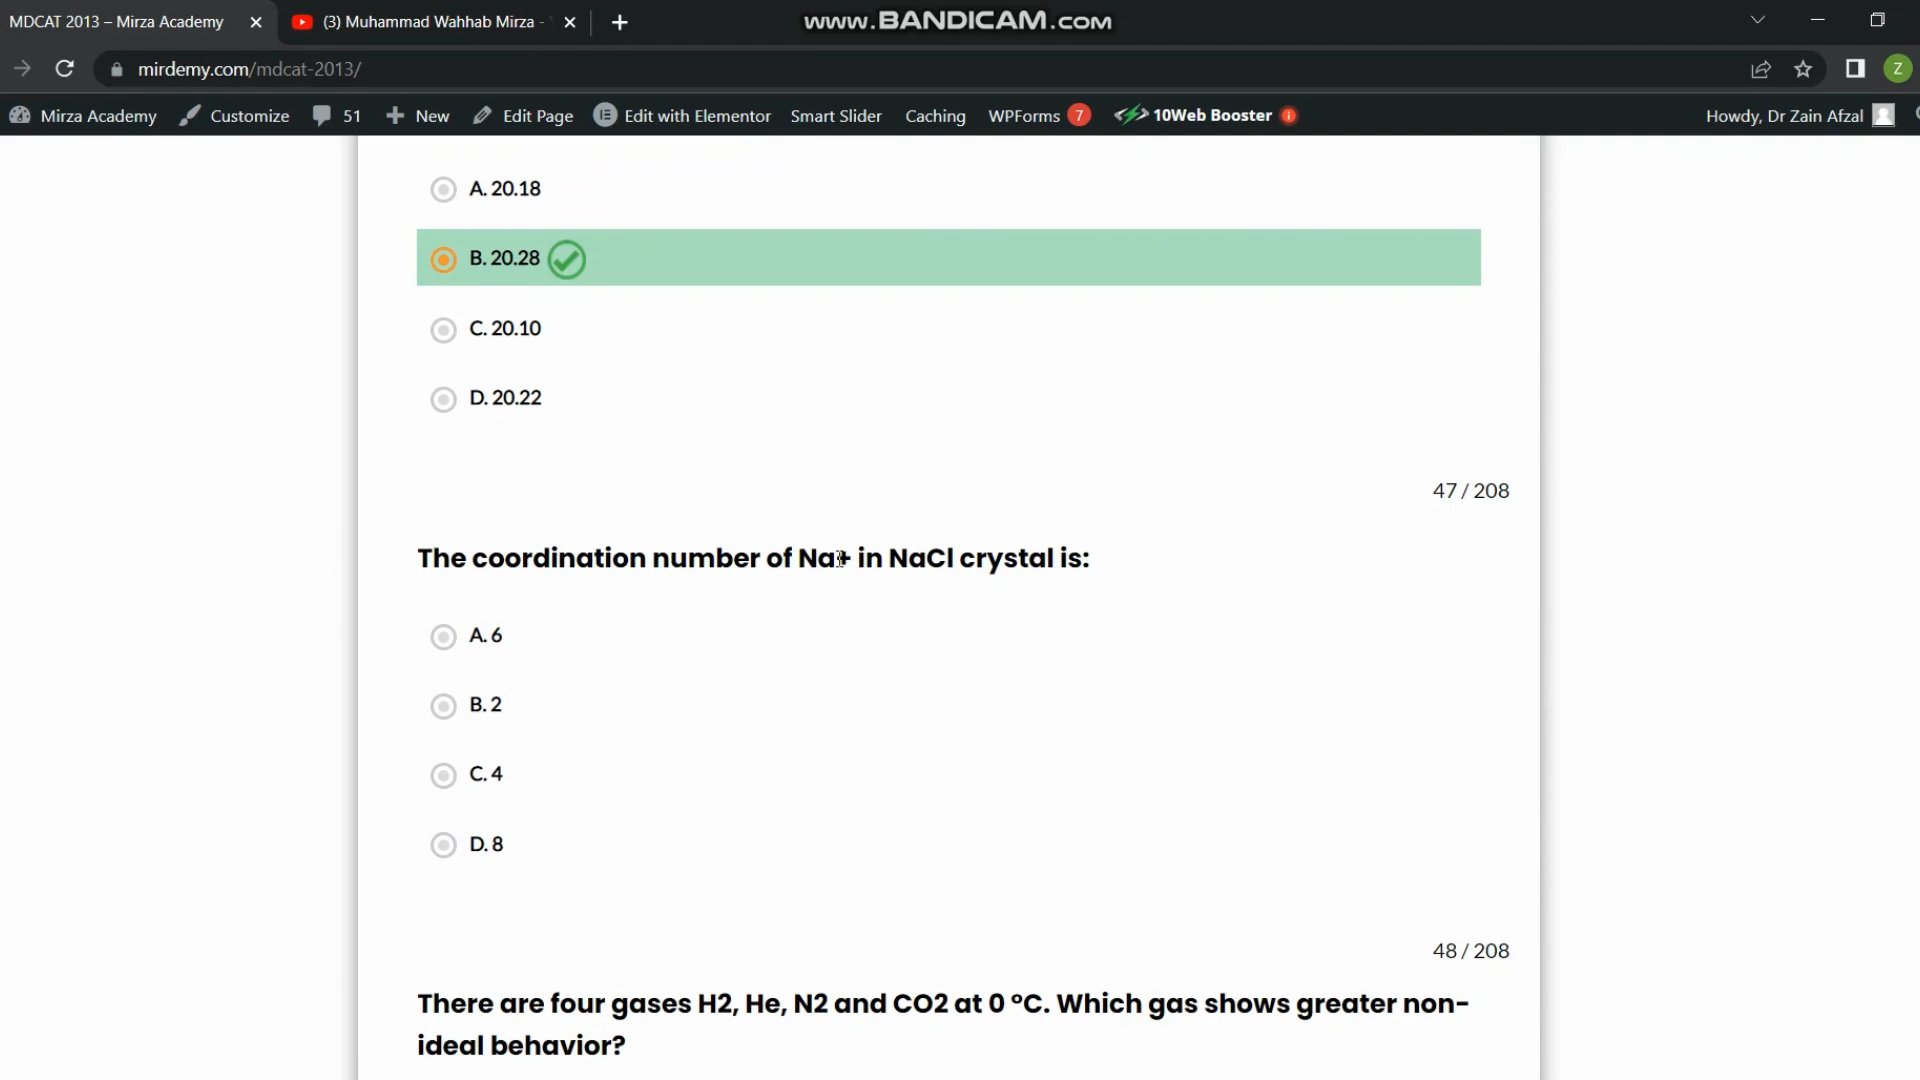 MDCAT 2013 – Mirza Academy
(3) Muhammad Wahhab Mirza -
www.BANDICAM.com
mirdemy.com/mdcat-2013/
Z
Mirza Academy
Customize
51
New
Edit Page
Edit with Elementor
Smart Slider
Caching
WPForms 7
10Web Booster
Howdy, Dr Zain Afzal
A. 20.18
B. 20.28
C. 20.10
D. 20.22
47 / 208
The coordination number of Na+ in NaCl crystal is:
A. 6
B. 2
C. 4
D. 8
48 / 208
There are four gases H2, He, N2 and CO2 at 0 ºC. Which gas shows greater non-
ideal behavior?